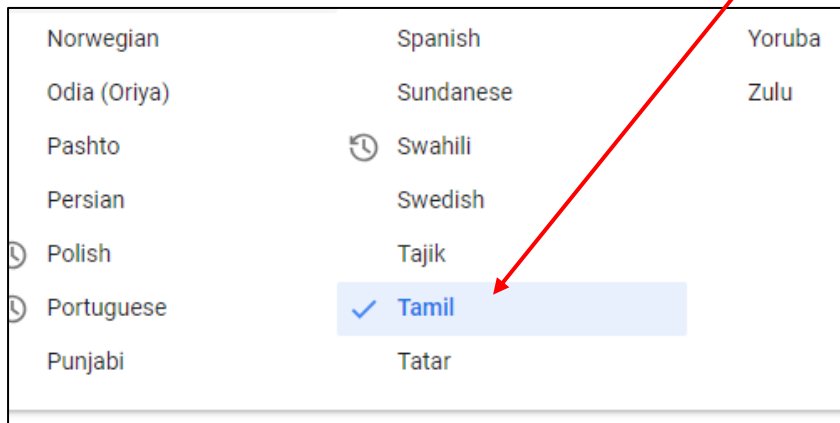 Norwegian
Odia (Oriya)
Pashto
Persian
Polish
Portuguese
Punjabi
Spanish
Sundanese
Swahili
Swedish
Tajik
Tamil
Tatar
Yoruba
Zulu